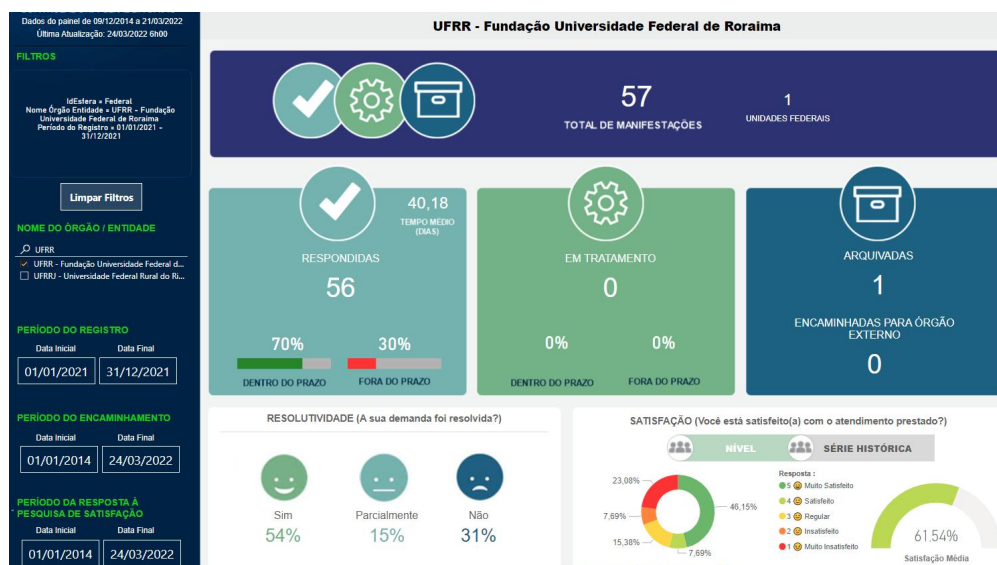 Dados do painel de 09/12/2014 a 21/03/2022
Última Atualização: 24/03/2022 6h00
FILTROS
IdEsfera = Federal
Nome Órgão Entidade = UFRR - Fundação
Universidade Federal de Roraima
Período do Registro = 01/01/2021 -
31/12/2021
Limpar Filtros
NOME DO ÓRGÃO / ENTIDADE
UFRR
UFRR - Fundação Universidade Federal d...
UFRRJ - Universidade Federal Rural do Ri...
PERÍODO DO REGISTRO
Data Inicial Data Final
01/01/2021 31/12/2021
PERÍODO DO ENCAMINHAMENTO
Data Inicial Data Final
01/01/2014 24/03/2022
PERÍODO DA RESPOSTA À
PESQUISA DE SATISFAÇÃO
Data Inicial Data Final
01/01/2014 24/03/2022
UFRR - Fundação Universidade Federal de Roraima
57
TOTAL DE MANIFESTAÇÕES
1
UNIDADES FEDERAIS
40,18
TEMPO MÉDIO
(DIAS)
RESPONDIDAS
56
70% 30%
DENTRO DO PRAZO FORA DO PRAZO
EM TRATAMENTO
0
0% 0%
DENTRO DO PRAZO FORA DO PRAZO
ARQUIVADAS
1
ENCAMINHADAS PARA ÓRGÃO
EXTERNO
0
RESOLUTIVIDADE (A sua demanda foi resolvida?)
Sim Parcialmente Não
54% 15% 31%
SATISFAÇÃO (Você está satisfeito(a) com o atendimento prestado?)
NÍVEL SÉRIE HISTÓRICA
23,08%
7,69%
15,38%
7,69%
46,15%
Resposta :
5 Muito Satisfeito
4 Satisfeito
3 Regular
2 Insatisfeito
1 Muito Insatisfeito
61.54%
Satisfação Média